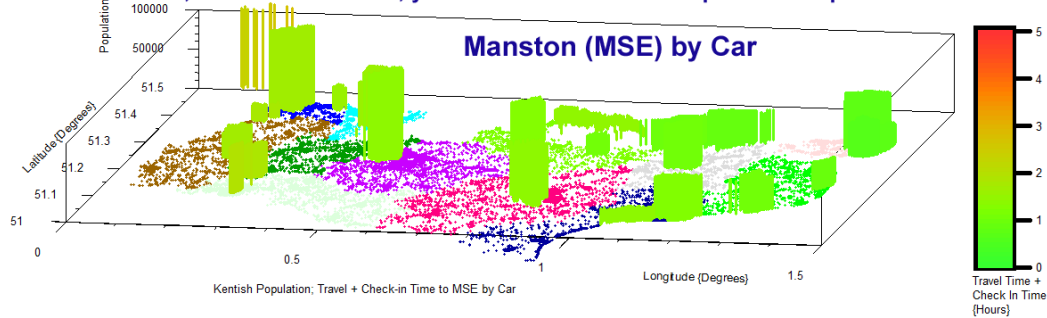 Manston (MSE) by Car
Population
100000
50000
51.5
51.4
51.3
51.2
51.1
51
Latitude{Degrees}
0
0.5
1
1.5
Longitude{Degrees}
Kentish Population; Travel + Check-in Time to MSE by Car
5
4
3
2
1
0
Travel Time +
Check In Time
{Hours}